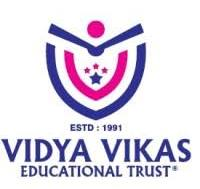 ESTD : 1991
VIDYA VIKAS
EDUCATIONAL TRUST®